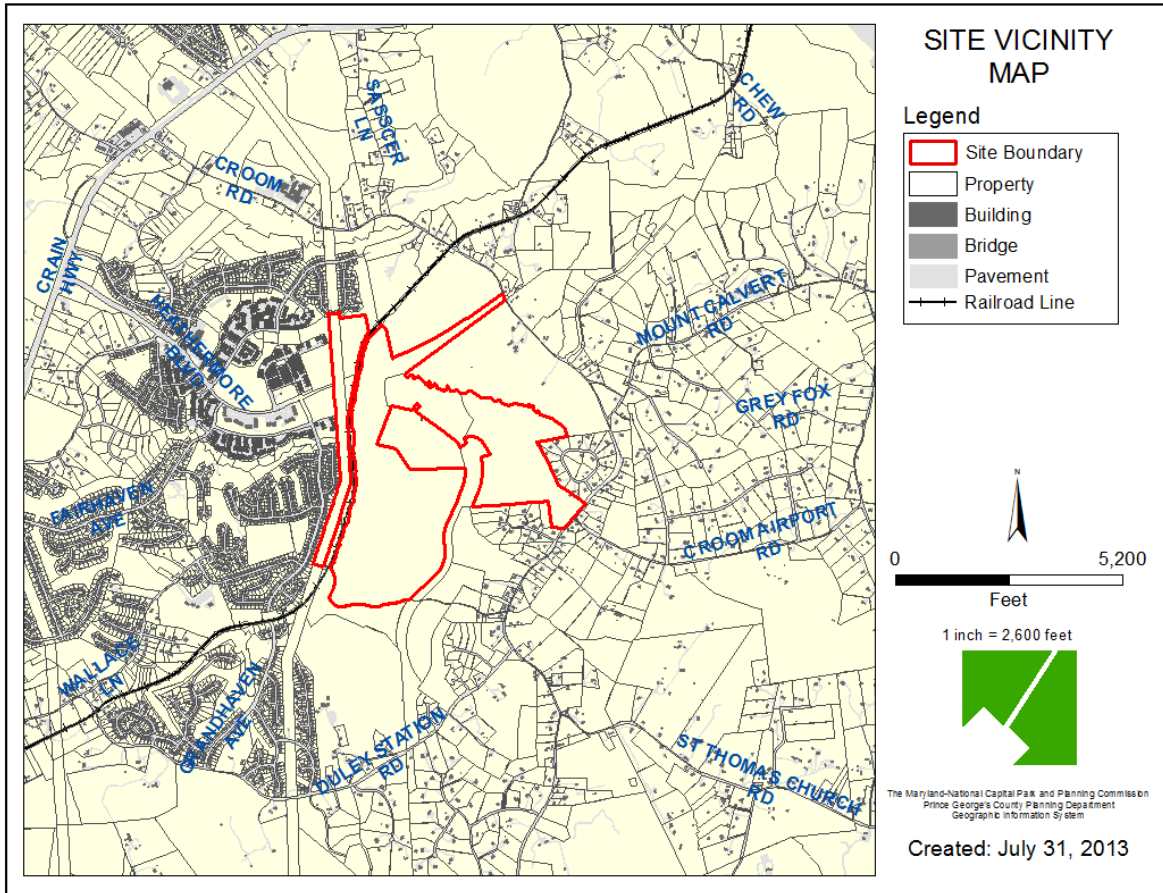 SITE VICINITY
MAP
Legend
Site Boundary
Property
Building
Bridge
Pavement
Railroad Line
SASSCER
LN
CHEW
RD
CROOM
RD
CRAIN
HWY
HEATHERMORE
BLVD
MOUNT CALVERT
RD
GREY FOX
RD
FAIRHAVEN
AVE
CROOM AIRPORT
RD
WALLACE
LN
GRANDHAVEN
AVE
DULEY STATION
RD
ST THOMAS CHURCH
RD
N
0 5,200
Feet
1 inch = 2,600 feet
The Maryland-National Capital Park and Planning Commission
Prince George's County Planning Department
Geographic Information System
Created: July 31, 2013